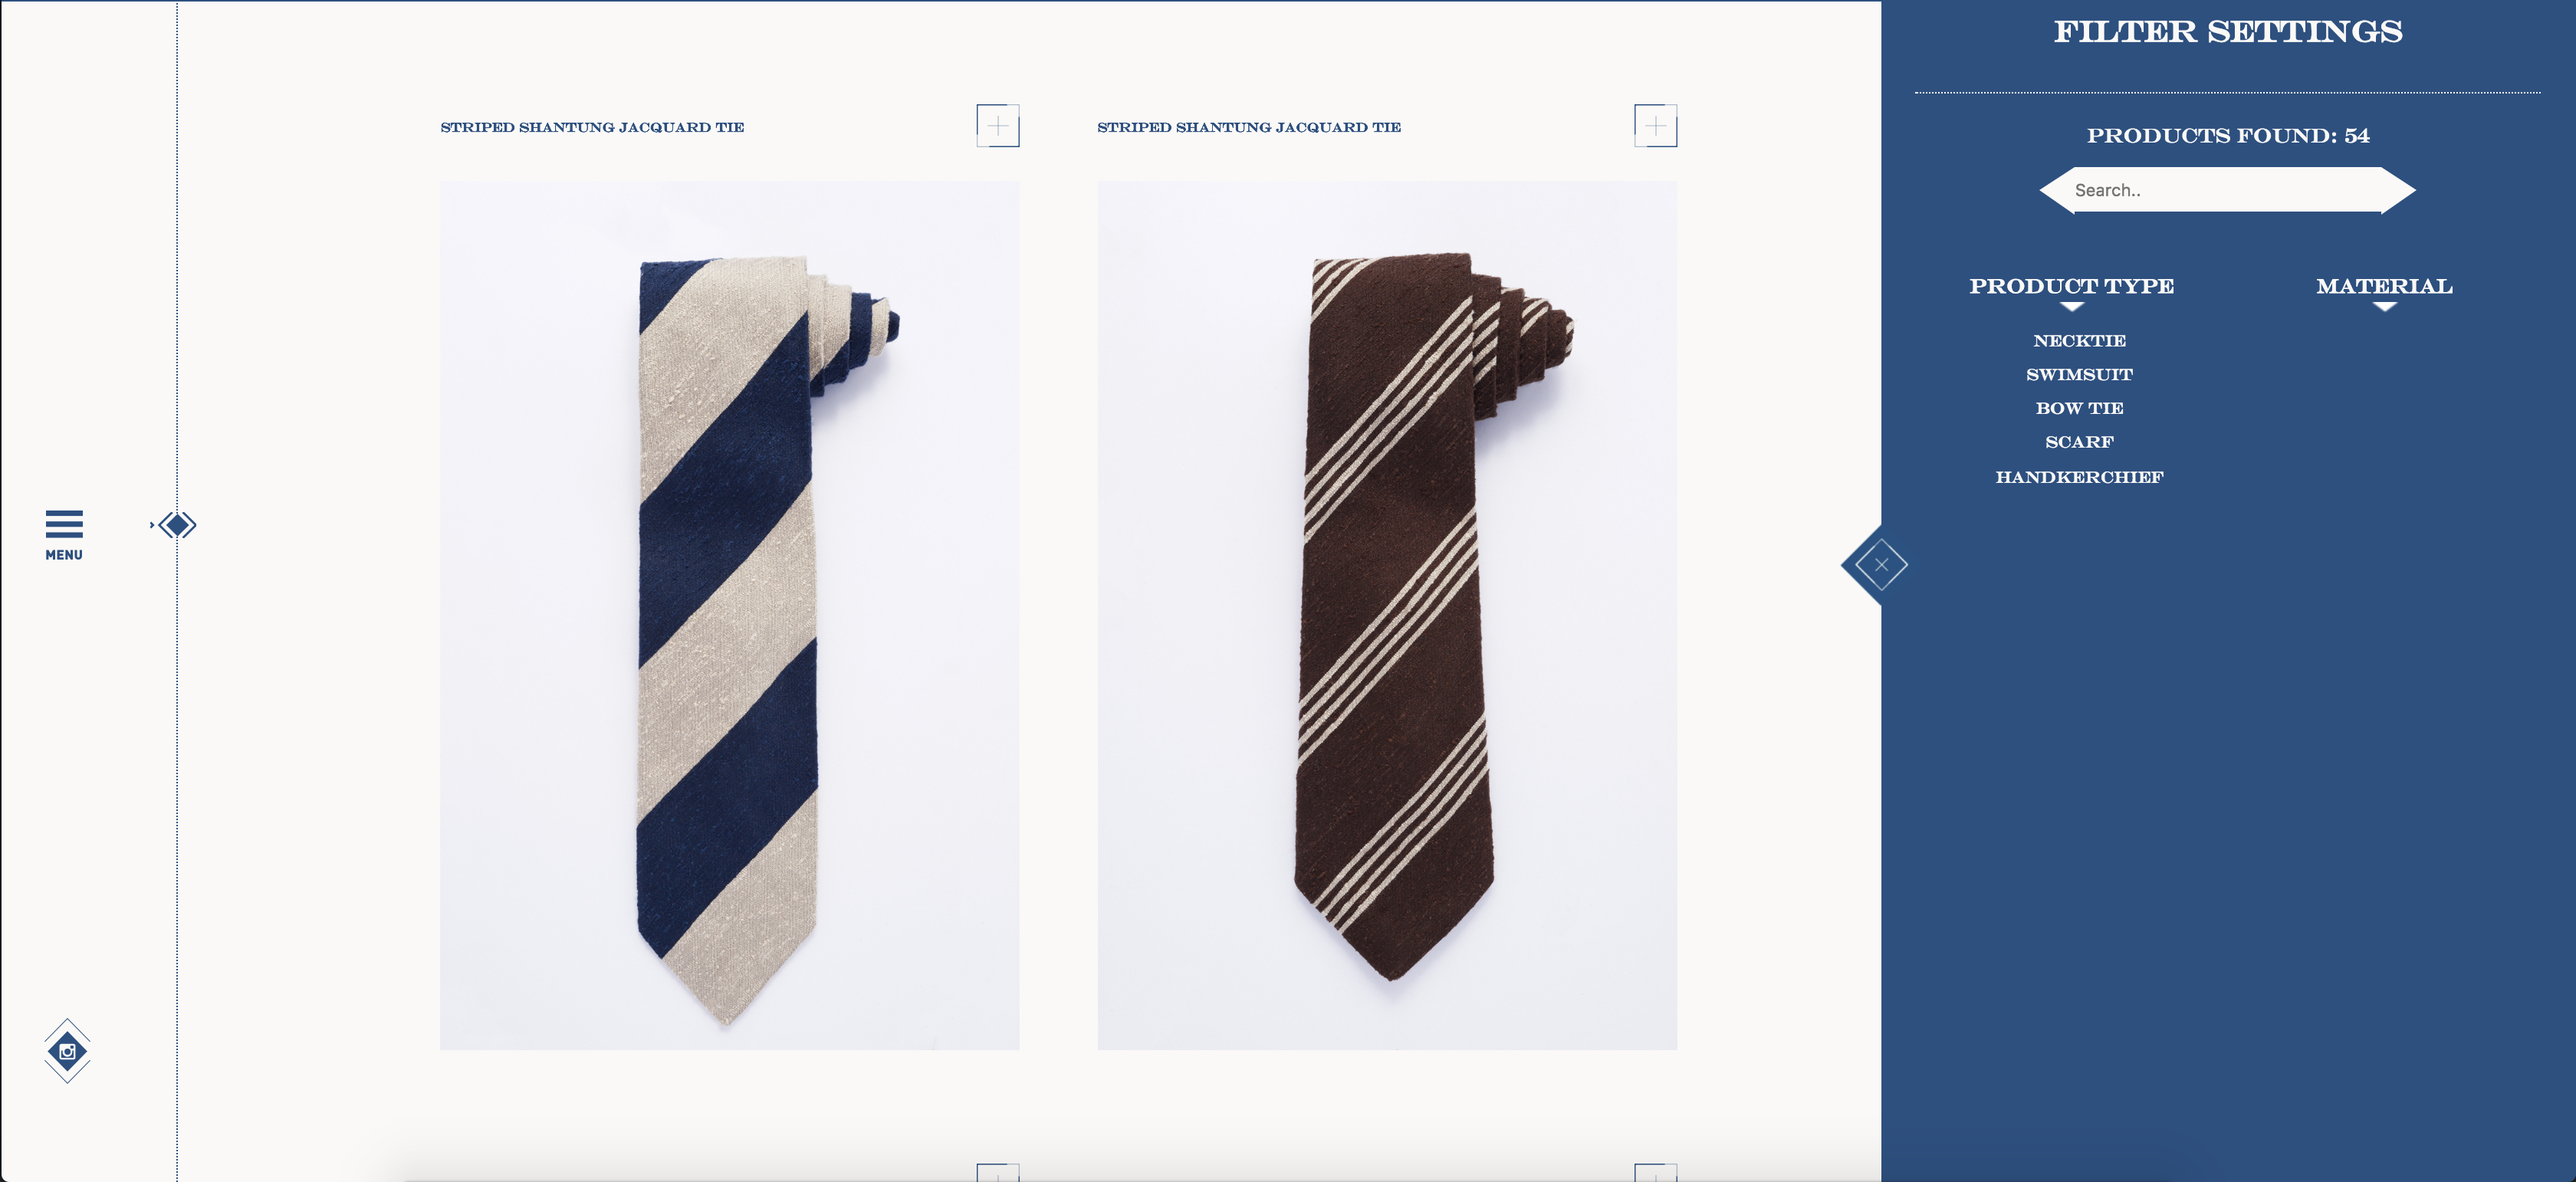 MENU
STRIPED SHANTUNG JACQUARD TIE
STRIPED SHANTUNG JACQUARD TIE
FILTER SETTINGS
PRODUCTS FOUND: 54
Search..
PRODUCT TYPE
NECKTIE
SWIMSUIT
BOW TIE
SCARF
HANDKERCHIEF
MATERIAL